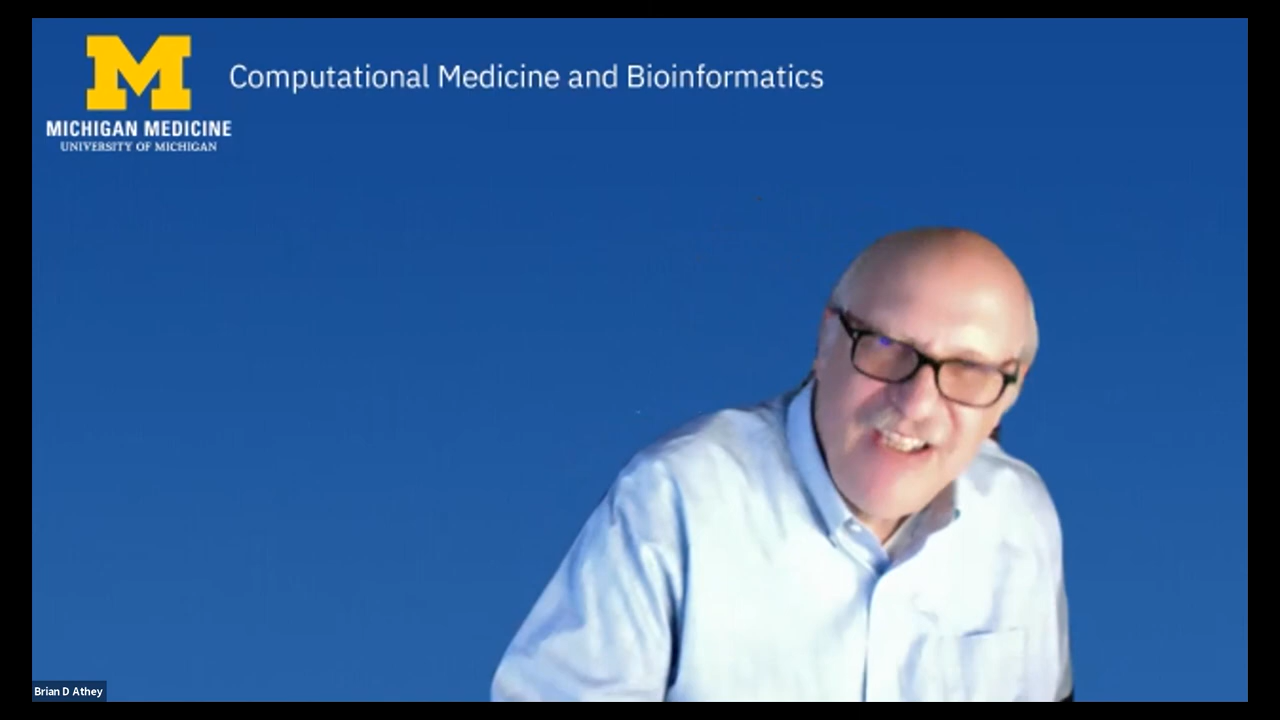 Computational Medicine and Bioinformatics
MICHIGAN MEDICINE
UNIVERSITY OF MICHIGAN
Brian D Athey